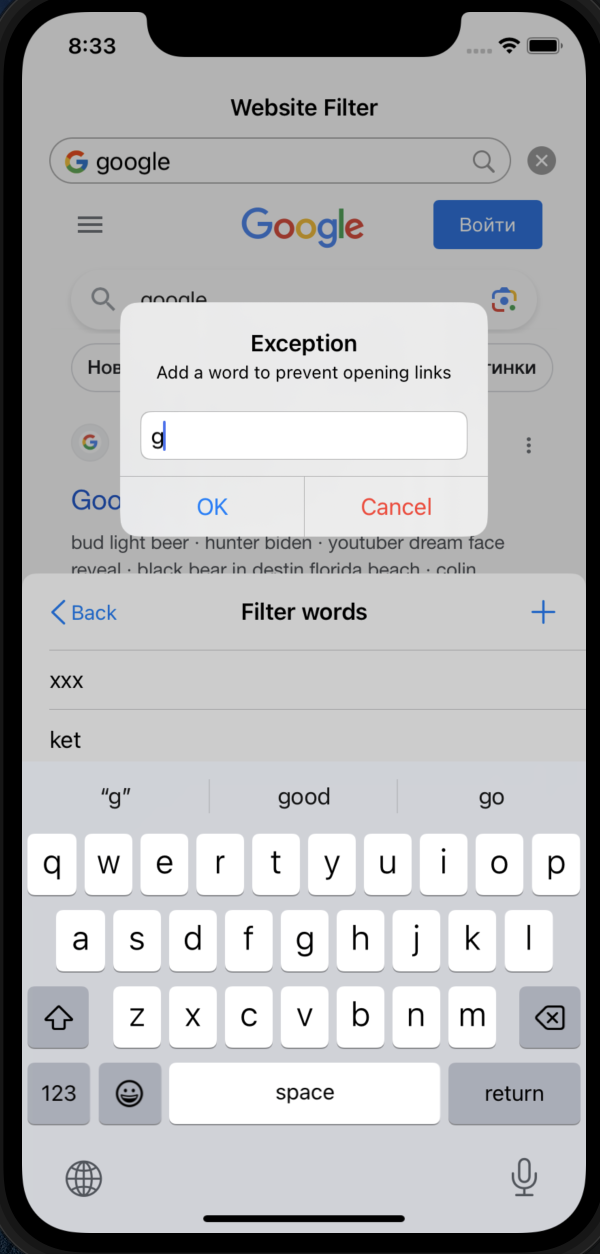 8:33
Website Filter
google
Google
Войти
google
Нов
тинки
Exception
Add a word to prevent opening links
g
OK
Cancel
Goo
bud light beer · hunter biden · youtuber dream face
reveal · black bear in destin florida beach · colin
Back
Filter words
xxx
ket
“g”
good
go
q w e r t y u i o p
a s d f g h j k l
z x c v b n m
123
space
return